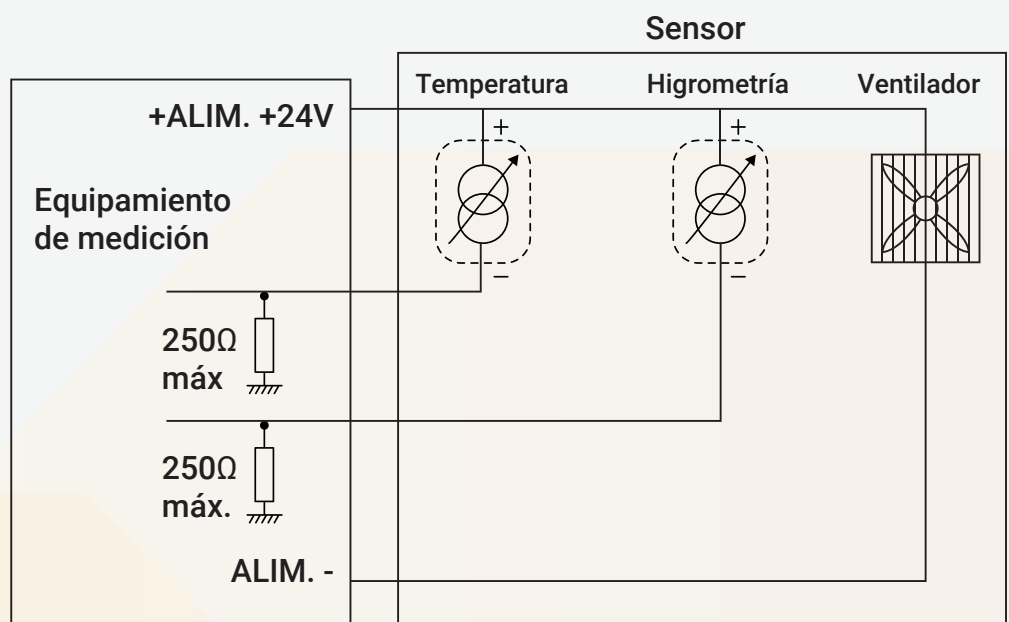 Sensor
Temperatura
Higrometría
Ventilador
+ALIM. +24V
+
+
Equipamiento
de medición
−
−
250Ω
máx
250Ω
máx.
ALIM. -